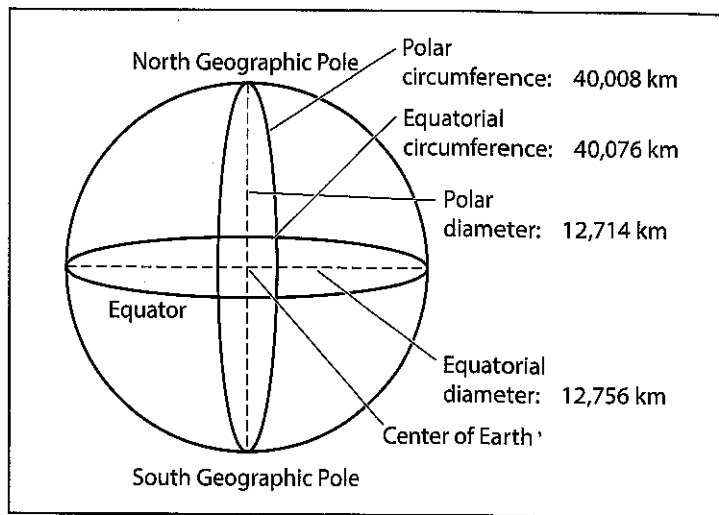 North Geographic Pole
Polar
circumference: 40,008 km
Equatorial
circumference: 40,076 km
Polar
diameter: 12,714 km
Equator
Equatorial
diameter: 12,756 km
Center of Earth
South Geographic Pole